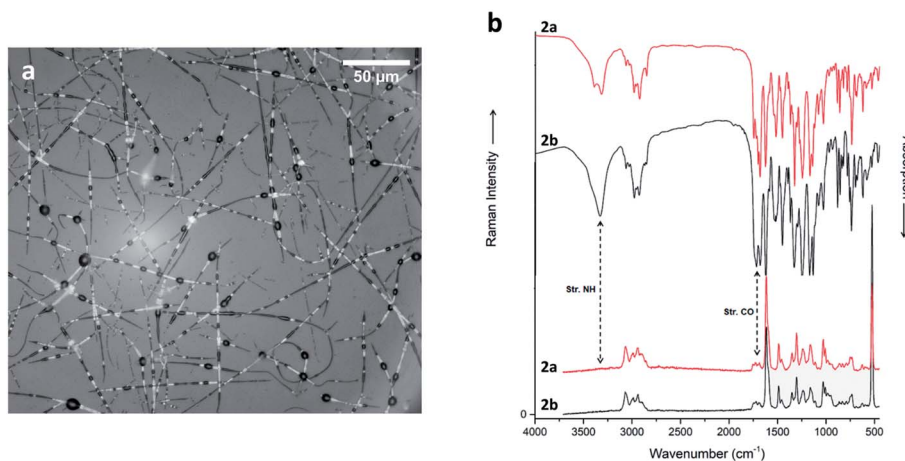 a
50 µm
b
2a
2b
Str. NH
Str. CO
2a
2b
Raman Intensity →
Absorption →
0
4000 3500 3000 2500 2000 1500 1000 500
Wavenumber (cm⁻¹)